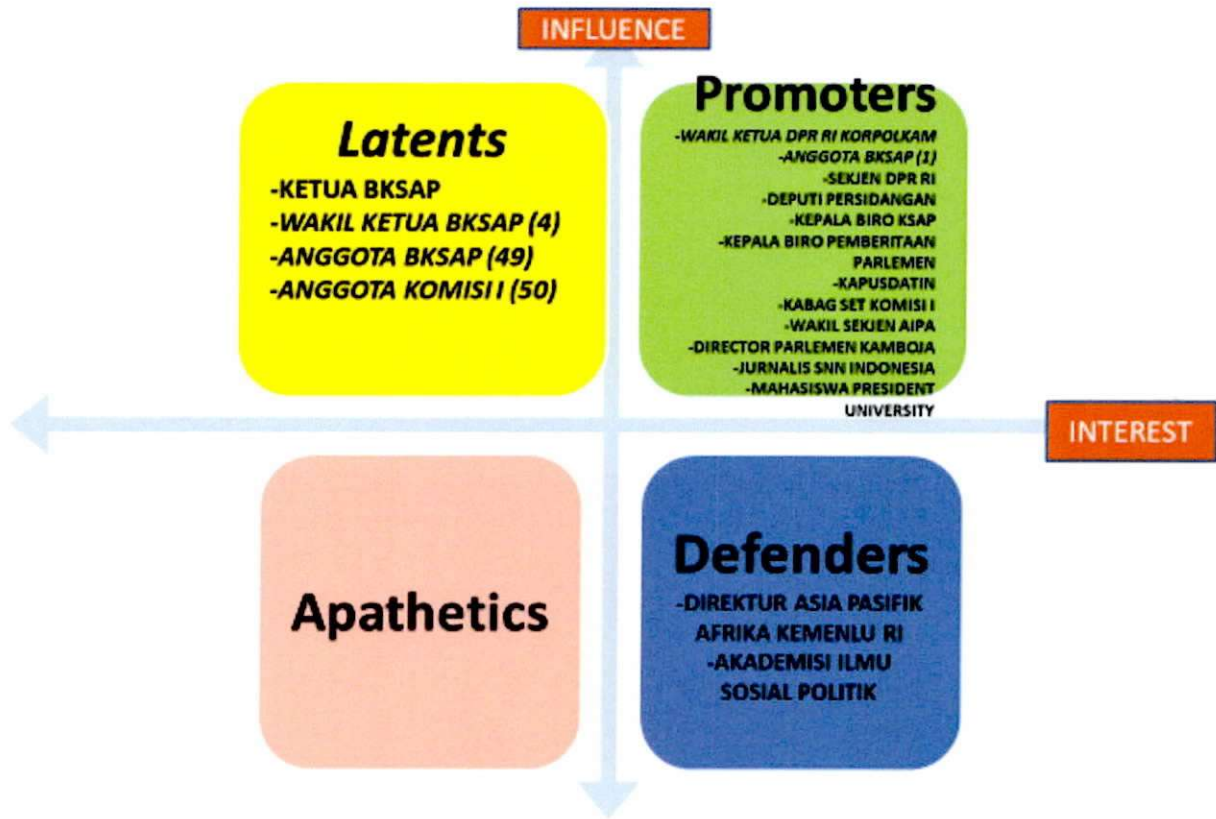 INFLUENCE
Latents
-KETUA BKSAP
-WAKIL KETUA BKSAP (4)
-ANGGOTA BKSAP (49)
-ANGGOTA KOMISI I (50)
Promoters
-WAKIL KETUA DPR RI KORPOLKAM
-ANGGOTA BKSAP (1)
-SEKJEN DPR RI
-DEPUTI PERSIDANGAN
-KEPALA BIRO KSAP
-KEPALA BIRO PEMBERITAAN
PARLEMEN
-KAPUSDATIN
-KABAG SET KOMISI I
-WAKIL SEKJEN AIPA
-DIRECTOR PARLEMEN KAMBOJA
-JURNALIS SNN INDONESIA
-MAHASISWA PRESIDENT
UNIVERSITY
INTEREST
Apathetics
Defenders
-DIREKTUR ASIA PASIFIK
AFRIKA KEMENLU RI
-AKADEMISI ILMU
SOSIAL POLITIK